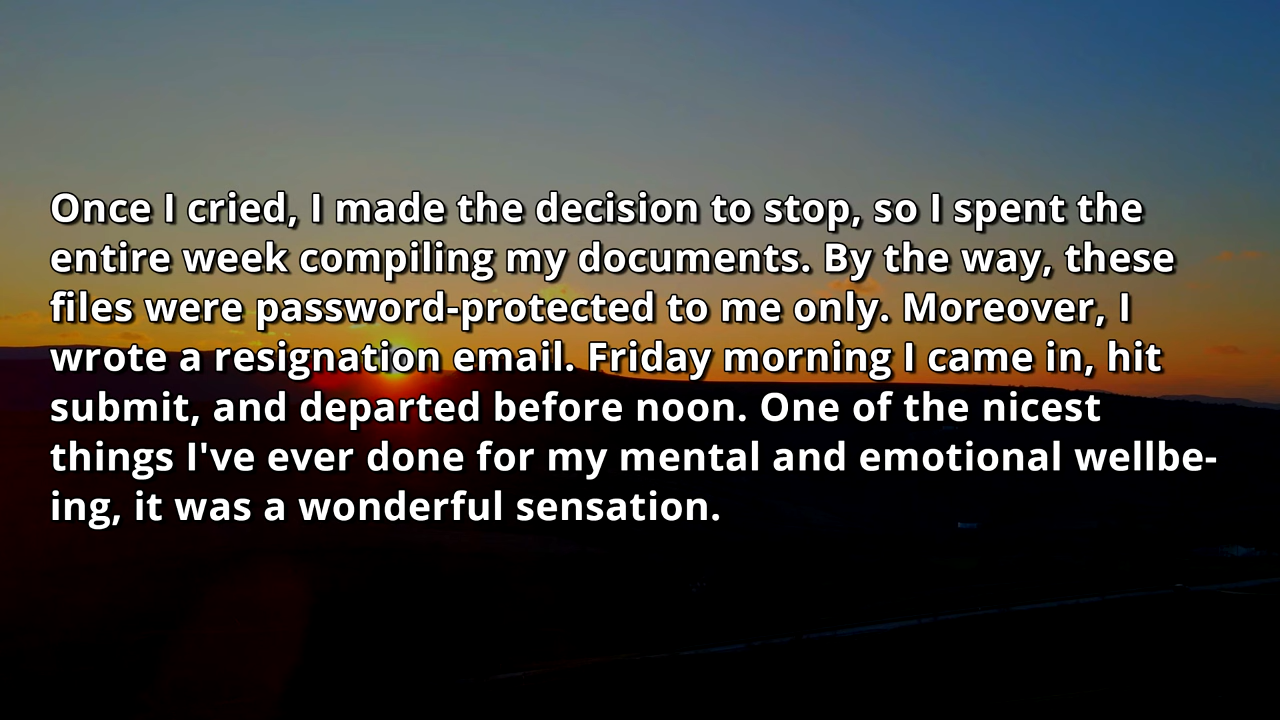 Once I cried, I made the decision to stop, so I spent the
entire week compiling my documents. By the way, these
files were password-protected to me only. Moreover, I
wrote a resignation email. Friday morning I came in, hit
submit, and departed before noon. One of the nicest
things I've ever done for my mental and emotional wellbe-
ing, it was a wonderful sensation.